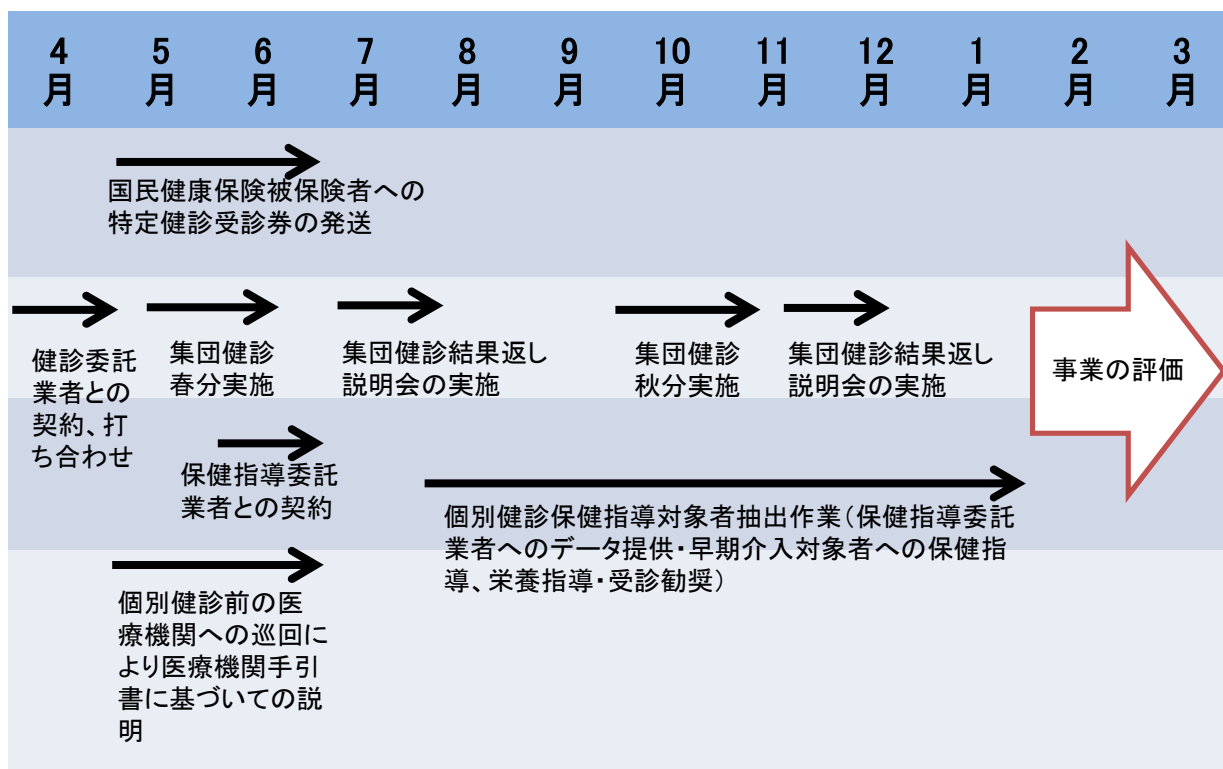 4月 5月 6月 7月 8月 9月 10月 11月 12月 1月 2月 3月
国民健康保険被保険者への
特定健診受診券の発送
健診委託
業者との
契約、打
ち合わせ
集団健診
春分実施
集団健診結果返し
説明会の実施
集団健診
秋分実施
集団健診結果返し
説明会の実施
事業の評価
保健指導委託
業者との契約
個別健診保健指導対象者抽出作業(保健指導委託
業者へのデータ提供・早期介入対象者への保健指
導、栄養指導・受診勧奨)
個別健診前の医
療機関への巡回に
より医療機関手引
書に基づいての説
明